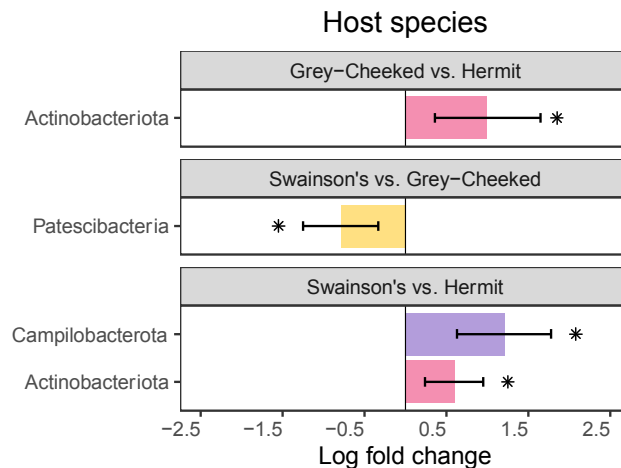 Host species
Grey−Cheeked vs. Hermit
Actinobacteriota
*
Swainson's vs. Grey−Cheeked
Patescibacteria
*
Swainson's vs. Hermit
Campilobacterota
*
Actinobacteriota
*
−2.5 −1.5 −0.5 0.5 1.5 2.5
Log fold change